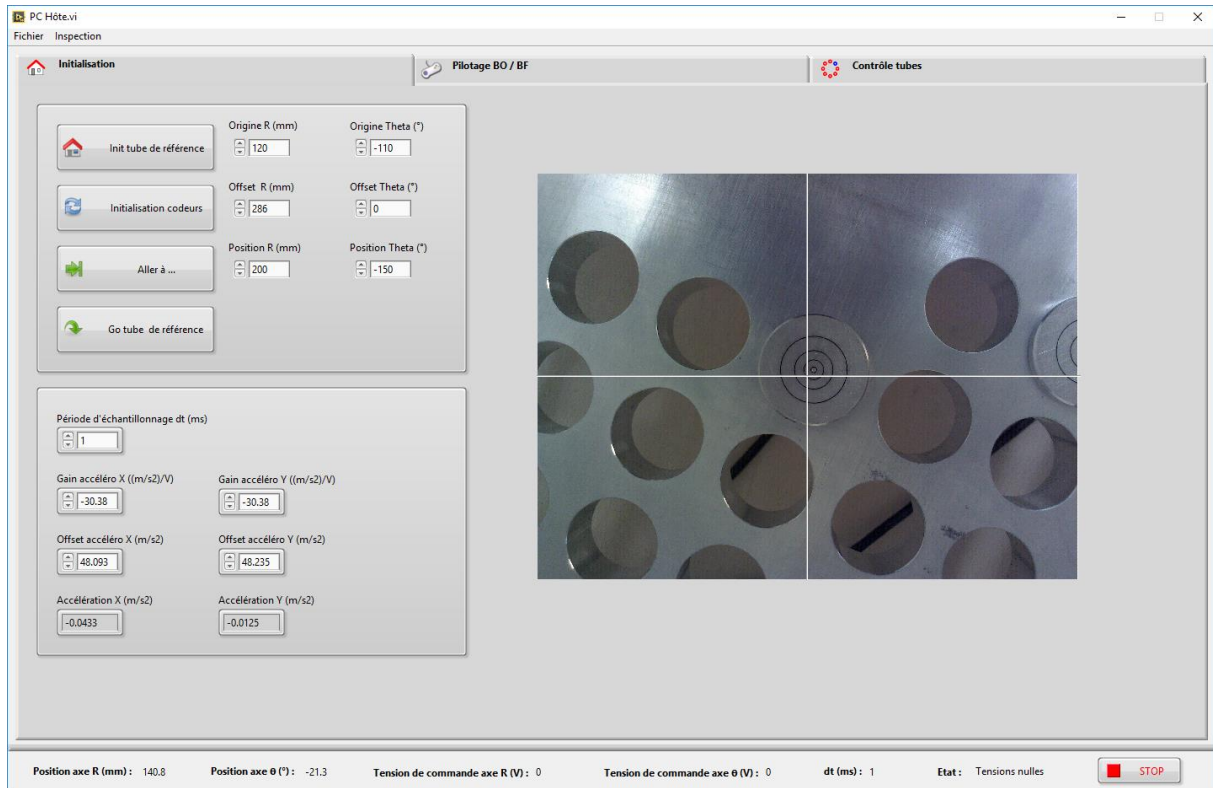 PC Hôte.vi
Fichier Inspection
Initialisation
Pilotage BO / BF
Contrôle tubes
Origine R (mm) Origine Theta (°)
Init tube de référence 120 -110
Offset R (mm) Offset Theta (°)
Initialisation codeurs 286 0
Position R (mm) Position Theta (°)
Aller à ... 200 -150
Go tube de référence
Période d'échantillonnage dt (ms)
1
Gain accéléro X ((m/s2)/V) Gain accéléro Y ((m/s2)/V)
-30.38 -30.38
Offset accéléro X (m/s2) Offset accéléro Y (m/s2)
48.093 48.235
Accélération X (m/s2) Accélération Y (m/s2)
-0.0433 -0.0125
Position axe R (mm) : 140.8 Position axe θ (°) : -21.3 Tension de commande axe R (V) : 0 Tension de commande axe θ (V) : 0 dt (ms) : 1 Etat : Tensions nulles STOP